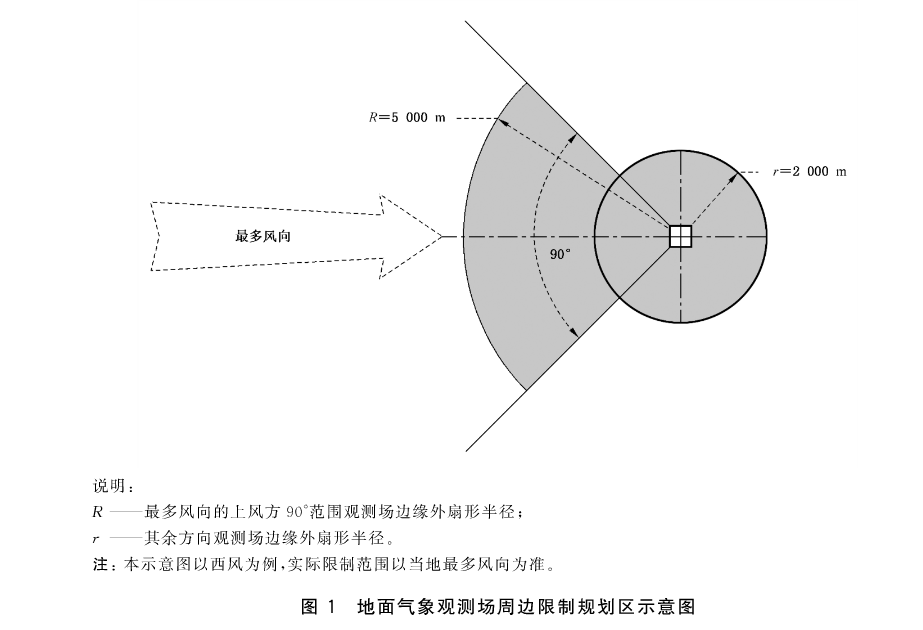 R=5 000 m
r=2 000 m
最多风向
90°
说明：
R ——最多风向的上风方 90°范围观测场边缘外扇形半径；
r ——其余方向观测场边缘外扇形半径。
注：本示意图以西风为例，实际限制范围以当地最多风向为准。
图 1 地面气象观测场周边限制规划区示意图